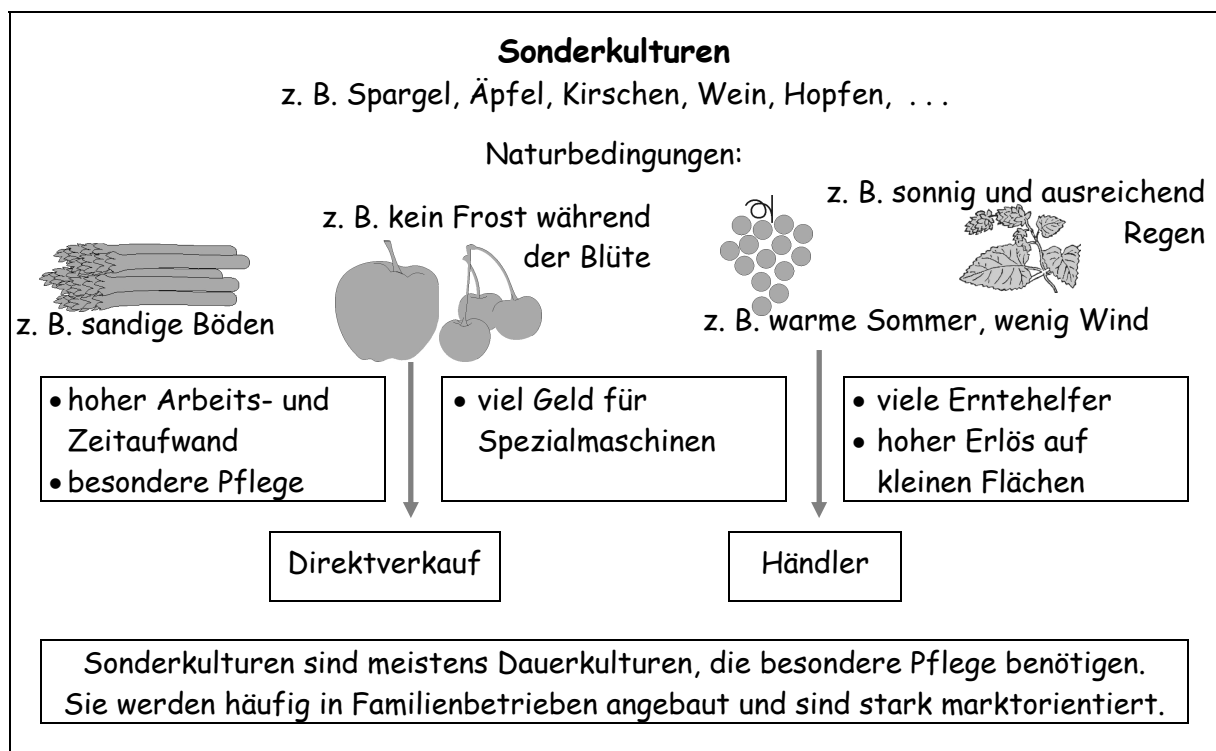 Sonderkulturen
z. B. Spargel, Äpfel, Kirschen, Wein, Hopfen, . . .
Naturbedingungen:
z. B. sandige Böden
z. B. kein Frost während
der Blüte
z. B. warme Sommer, wenig Wind
z. B. sonnig und ausreichend
Regen
• hoher Arbeits- und
Zeitaufwand
• besondere Pflege
• viel Geld für
Spezialmaschinen
• viele Erntehelfer
• hoher Erlös auf
kleinen Flächen
Direktverkauf
Händler
Sonderkulturen sind meistens Dauerkulturen, die besondere Pflege benötigen.
Sie werden häufig in Familienbetrieben angebaut und sind stark marktorientiert.